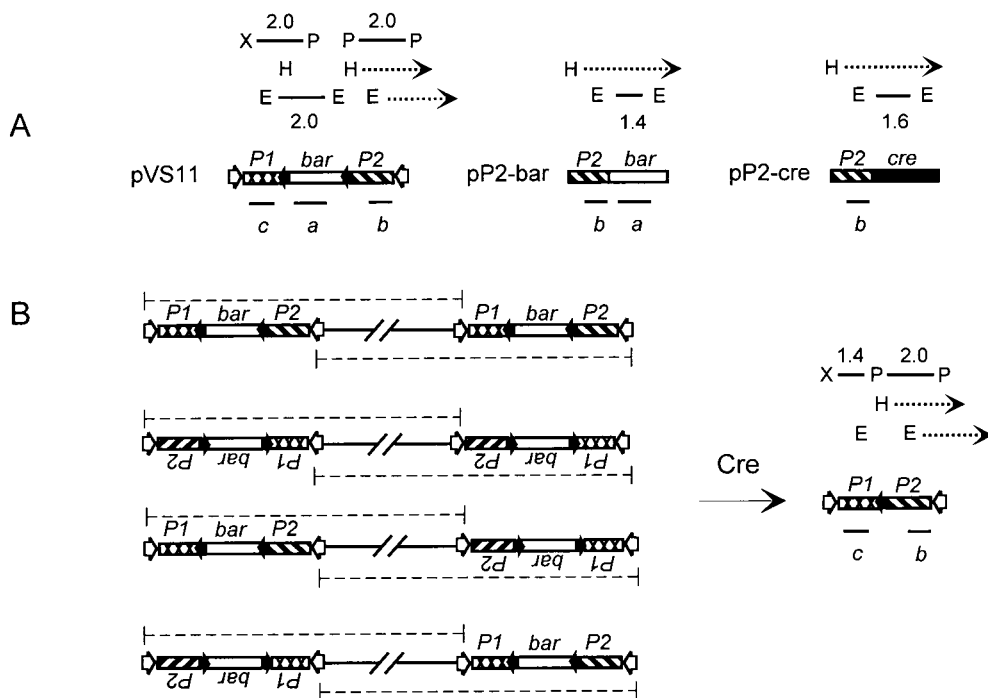 A
2.0 2.0
X P P P
H H
E E E
2.0
pVS11
P1 bar P2
c a b
H
E E
1.4
pP2-bar
P2 bar
b a
H
E E
1.6
pP2-cre
P2 cre
b
B
P1 bar P2 P1 bar P2
P2 bar P1 P2 bar P1
P1 bar P2 P2 bar P1
P2 bar P1 P1 bar P2
Cre
1.4 2.0
X P P
H
E E
P1 P2
c b